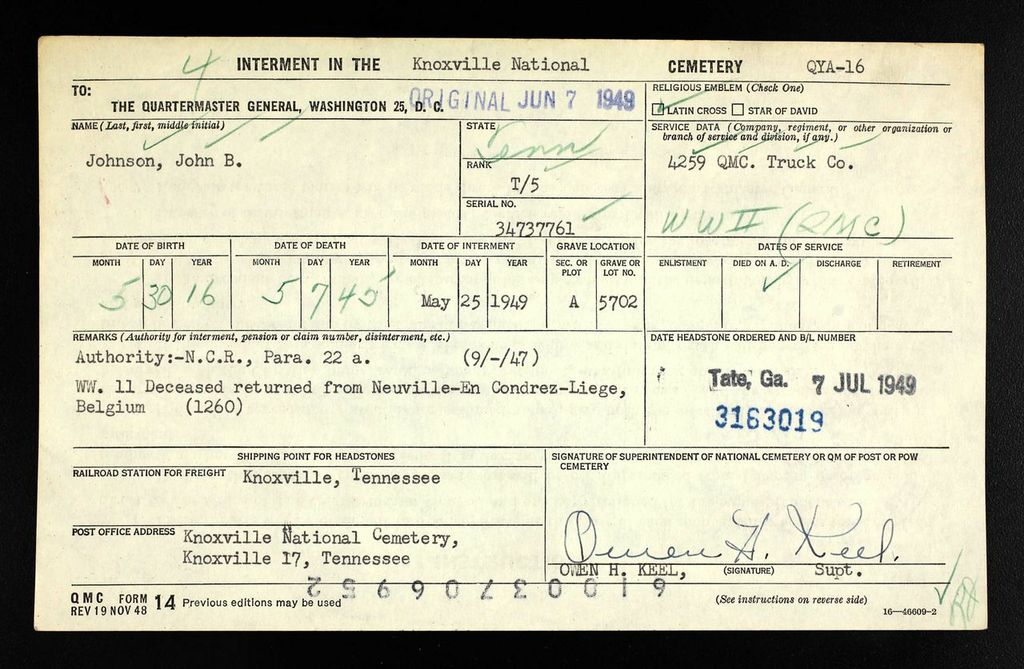 4
INTERMENT IN THE Knoxville National CEMETERY QYA-16
TO:
THE QUARTERMASTER GENERAL, WASHINGTON 25, D. C.
ORIGINAL JUN 7 1949
RELIGIOUS EMBLEM (Check One)
LATIN CROSS STAR OF DAVID
NAME (Last, first, middle initial)
Johnson, John B.
STATE
Tenn
RANK
T/5
SERIAL NO.
34737761
SERVICE DATA (Company, regiment, or other organization or
branch of service and division, if any.)
4259 QMC. Truck Co.
WW II (QMC)
DATE OF BIRTH
MONTH DAY YEAR
5 30 16
DATE OF DEATH
MONTH DAY YEAR
5 7 45
DATE OF INTERMENT
MONTH DAY YEAR
May 25 1949
GRAVE LOCATION
SEC. OR PLOT
GRAVE OR LOT NO.
A 5702
DATES OF SERVICE
ENLISTMENT DIED ON A. D. DISCHARGE RETIREMENT
REMARKS (Authority for interment, pension or claim number, disinterment, etc.)
Authority:-N.C.R., Para. 22 a. (9/-/47)
WW. 11 Deceased returned from Neuville-En Condrez-Liege,
Belgium (1260)
DATE HEADSTONE ORDERED AND B/L NUMBER
Tate, Ga. 7 JUL 1949
3163019
SHIPPING POINT FOR HEADSTONES
RAILROAD STATION FOR FREIGHT Knoxville, Tennessee
POST OFFICE ADDRESS Knoxville National Cemetery,
Knoxville 17, Tennessee
SIGNATURE OF SUPERINTENDENT OF NATIONAL CEMETERY OR QM OF POST OR POW
CEMETERY
Owen H. Keel.
OWEN H. KEEL, (SIGNATURE) Supt.
QMC FORM 14 Previous editions may be used
REV 19 NOV 48
(See instructions on reverse side)
16—46609-2